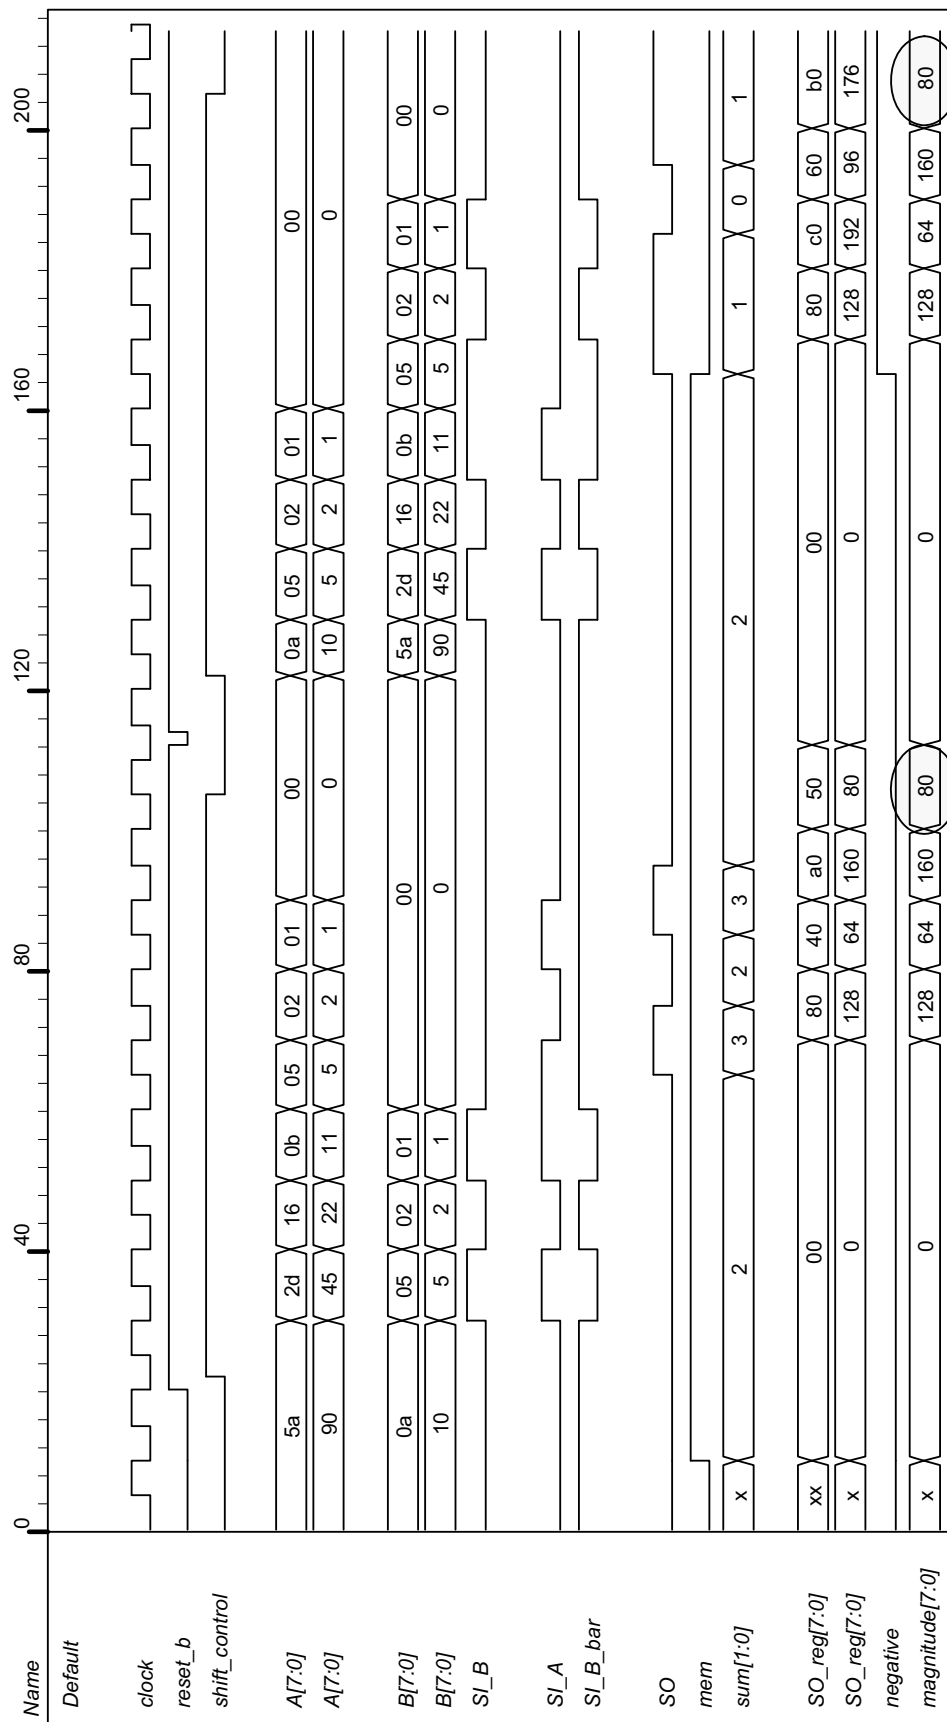 Name 0 40 80 120 160 200
Default
clock
reset_b
shift_control
A[7:0] 5a 2d 16 0b 05 02 01 00 0a 05 02 01 00
A[7:0] 90 45 22 11 5 2 1 0 10 5 2 1 0
B[7:0] 0a 05 02 01 00 5a 2d 16 0b 05 02 01 00
B[7:0] 10 5 2 1 0 90 45 22 11 5 2 1 0
SI_B
SI_A
SI_B_bar
SO
mem
sum[1:0] x 2 3 2 3 2 1 0 1
SO_reg[7:0] xx 00 80 40 a0 50 00 80 c0 60 b0
SO_reg[7:0] x 0 128 64 160 80 0 128 192 96 176
negative
magnitude[7:0] x 0 128 64 160 80 0 128 64 160 80